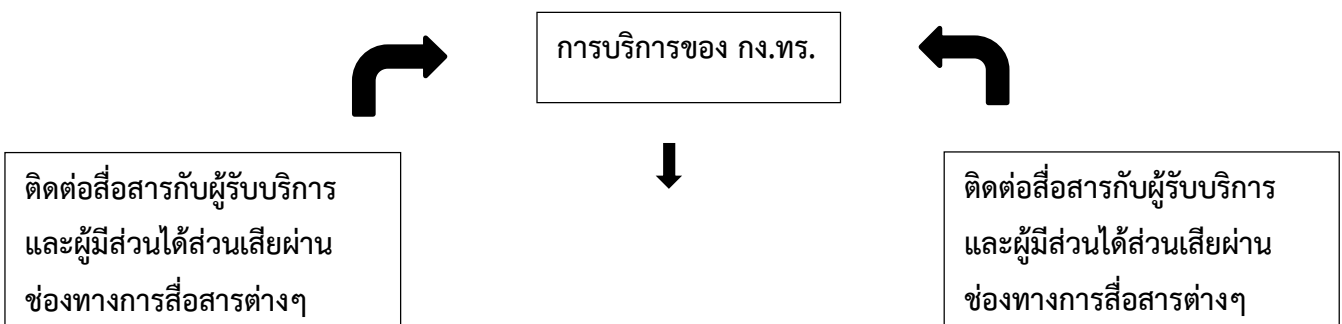 การบริการของ กง.ทร.
ติดต่อสื่อสารกับผู้รับบริการ
และผู้มีส่วนได้ส่วนเสียผ่าน
ช่องทางการสื่อสารต่างๆ
ติดต่อสื่อสารกับผู้รับบริการ
และผู้มีส่วนได้ส่วนเสียผ่าน
ช่องทางการสื่อสารต่างๆ